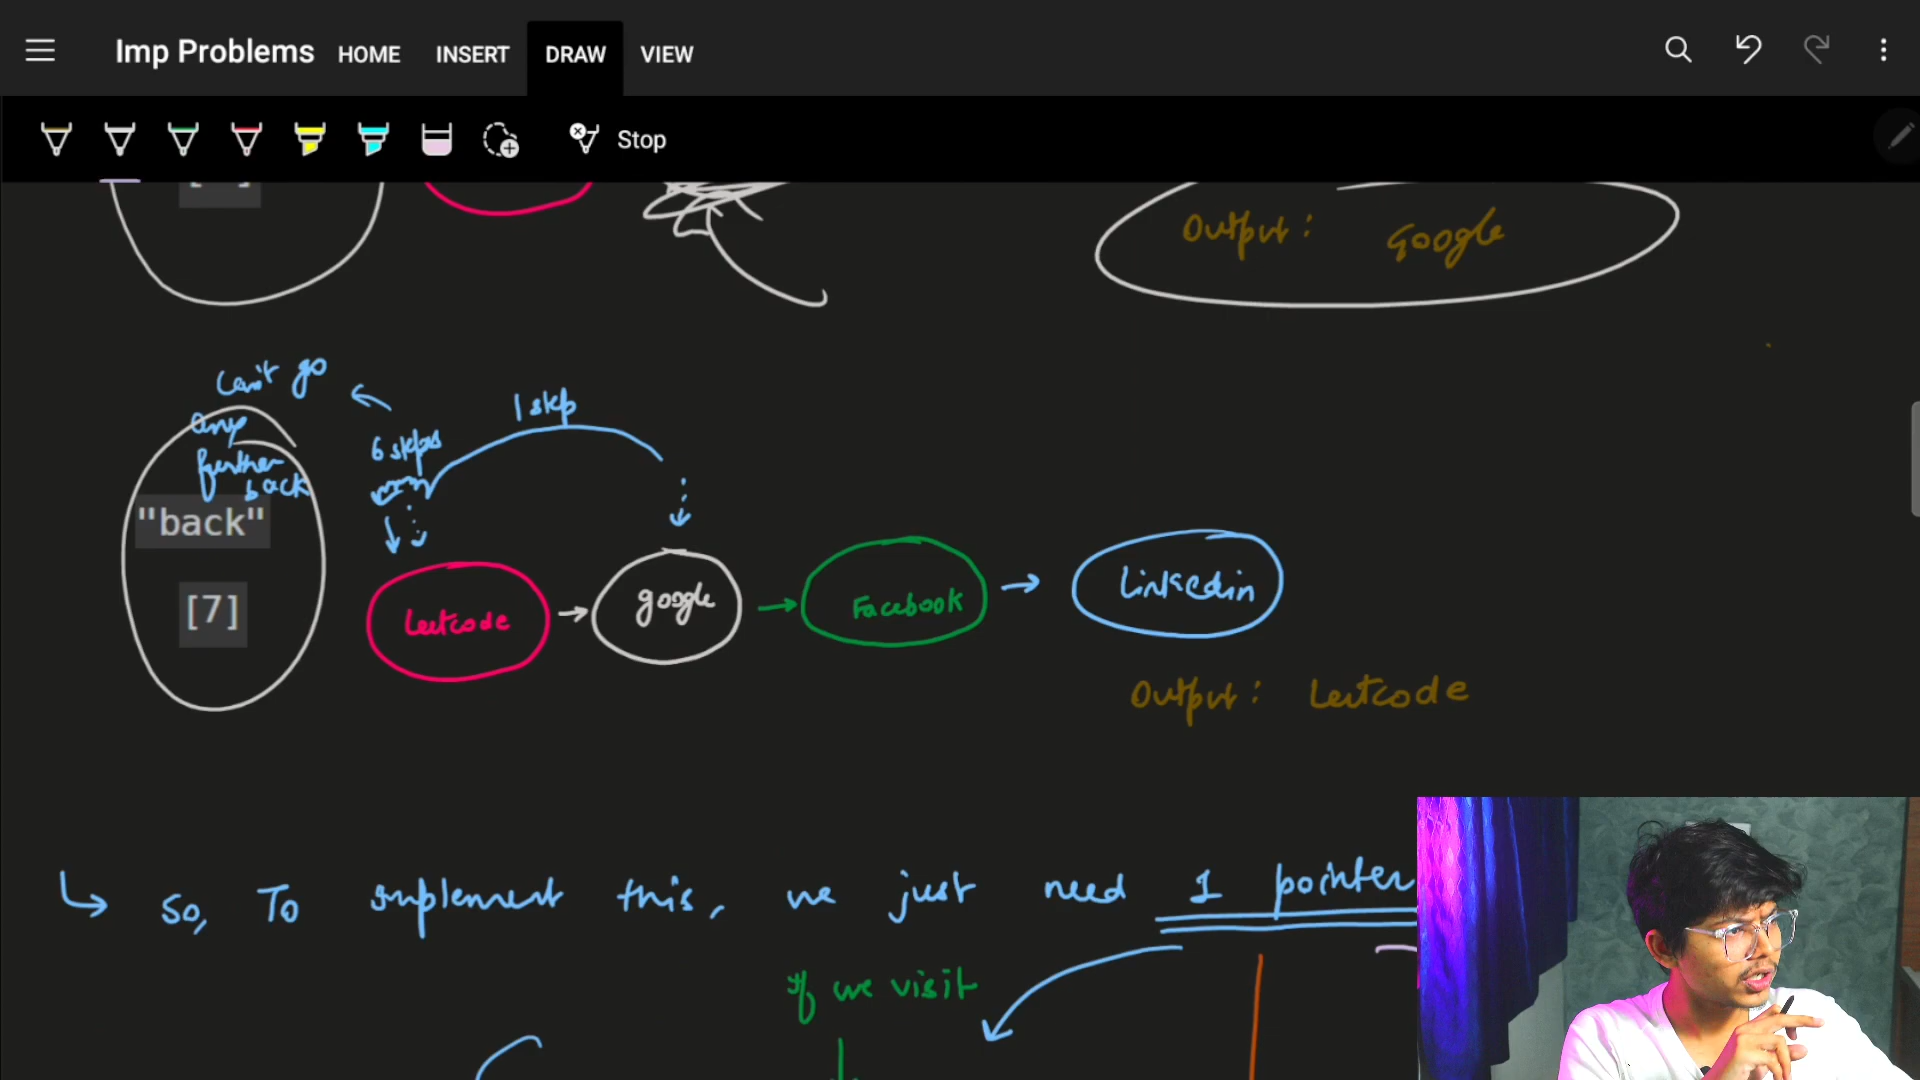 Imp Problems HOME INSERT DRAW VIEW
Stop
Output: google
can't go
any
further
back
6 steps
1 step
"back"
[7]
Leetcode → google → Facebook → Linkedin
Output: Leetcode
↳ So, To implement this, we just need 1 pointer
if we visit